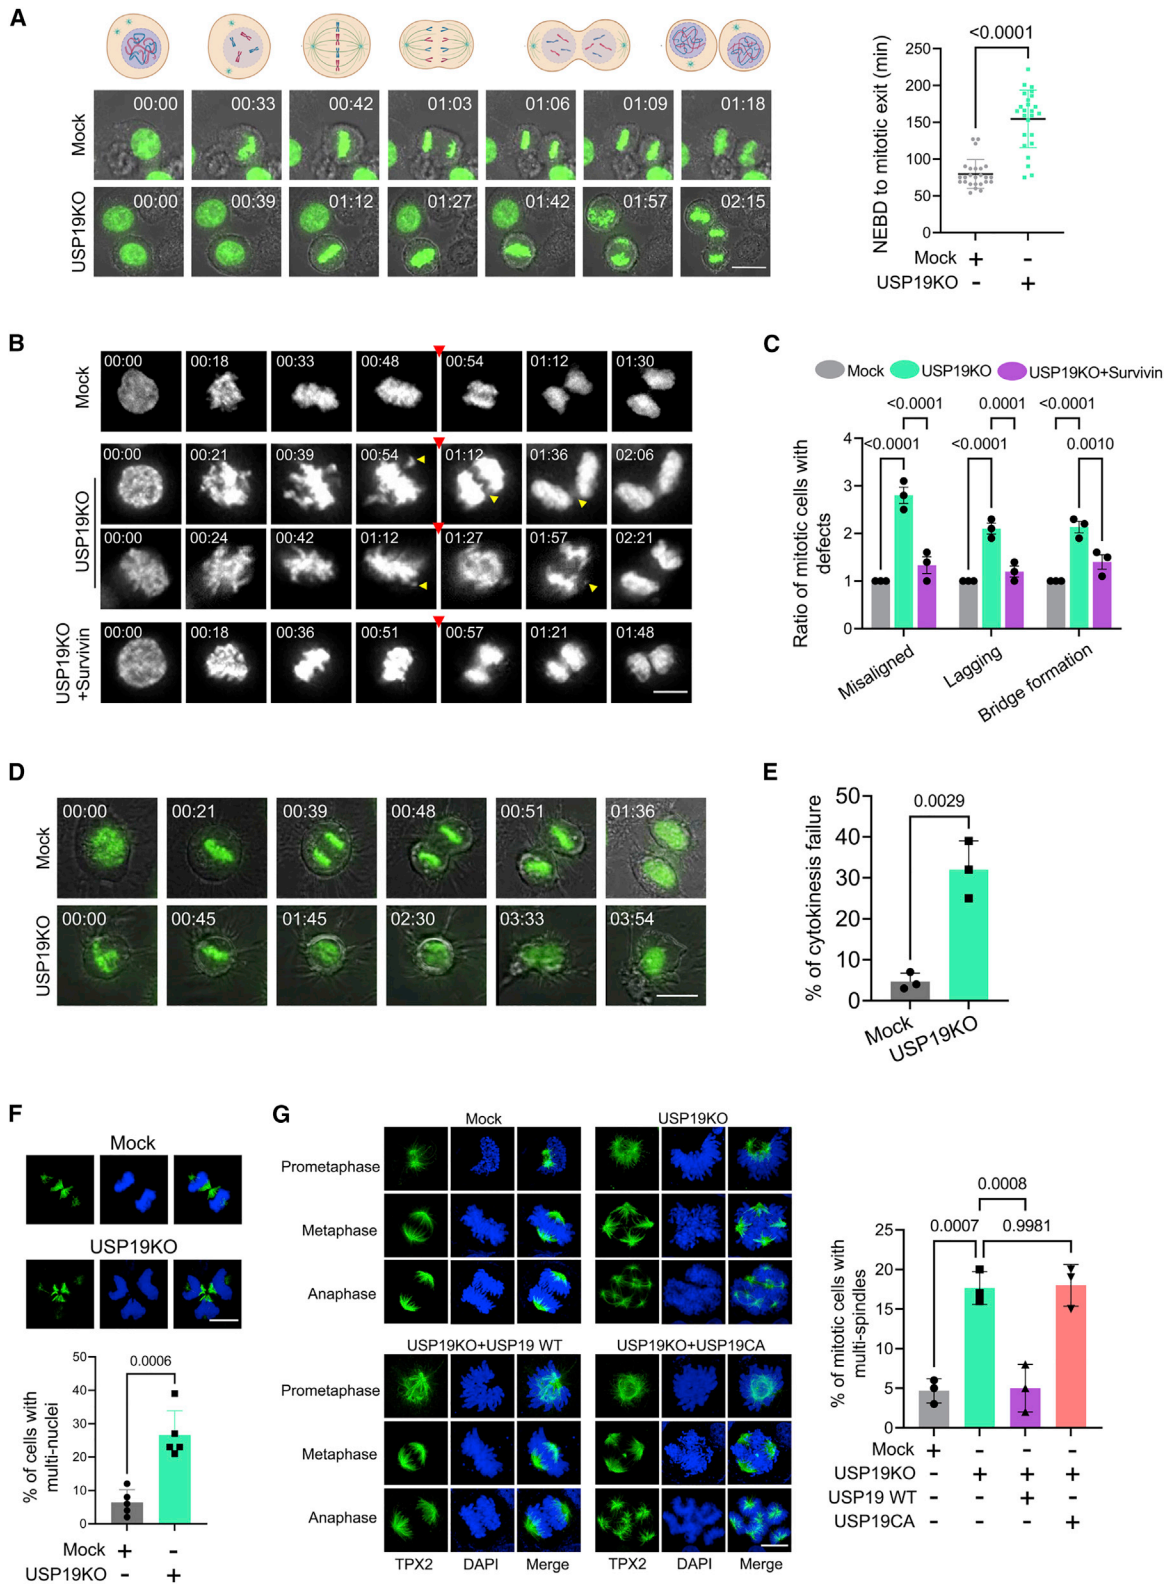 A
00:00 00:33 00:42 01:03 01:06 01:09 01:18
Mock
00:00 00:39 01:12 01:27 01:42 01:57 02:15
USP19KO
<0.0001
NEBD to mitotic exit (min)
200
150
100
50
0
Mock + -
USP19KO - +
B
00:00 00:18 00:33 00:48 00:54 01:12 01:30
Mock
00:00 00:21 00:39 00:54 01:12 01:36 02:06
USP19KO
00:00 00:24 00:42 01:12 01:27 01:57 02:21
00:00 00:18 00:36 00:51 00:57 01:21 01:48
USP19KO
+Survivin
C
Mock USP19KO USP19KO+Survivin
<0.0001 0.0001 <0.0001
<0.0001 <0.0001 0.0010
Ratio of mitotic cells with
defects
4
3
2
1
0
Misaligned
Lagging
Bridge formation
D
00:00 00:21 00:39 00:48 00:51 01:36
Mock
00:00 00:45 01:45 02:30 03:33 03:54
USP19KO
E
0.0029
% of cytokinesis failure
50
40
30
20
10
0
Mock
USP19KO
F
Mock
USP19KO
0.0006
% of cells with
multi-nuclei
50
40
30
20
10
0
Mock + -
USP19KO - +
G
Mock USP19KO
Prometaphase
Metaphase
Anaphase
USP19KO+USP19 WT USP19KO+USP19CA
Prometaphase
Metaphase
Anaphase
TPX2 DAPI Merge TPX2 DAPI Merge
0.0008
0.0007 0.9981
% of mitotic cells with
multi-spindles
25
20
15
10
5
0
Mock + - - -
USP19KO - + + +
USP19 WT - - + -
USP19CA - - - +